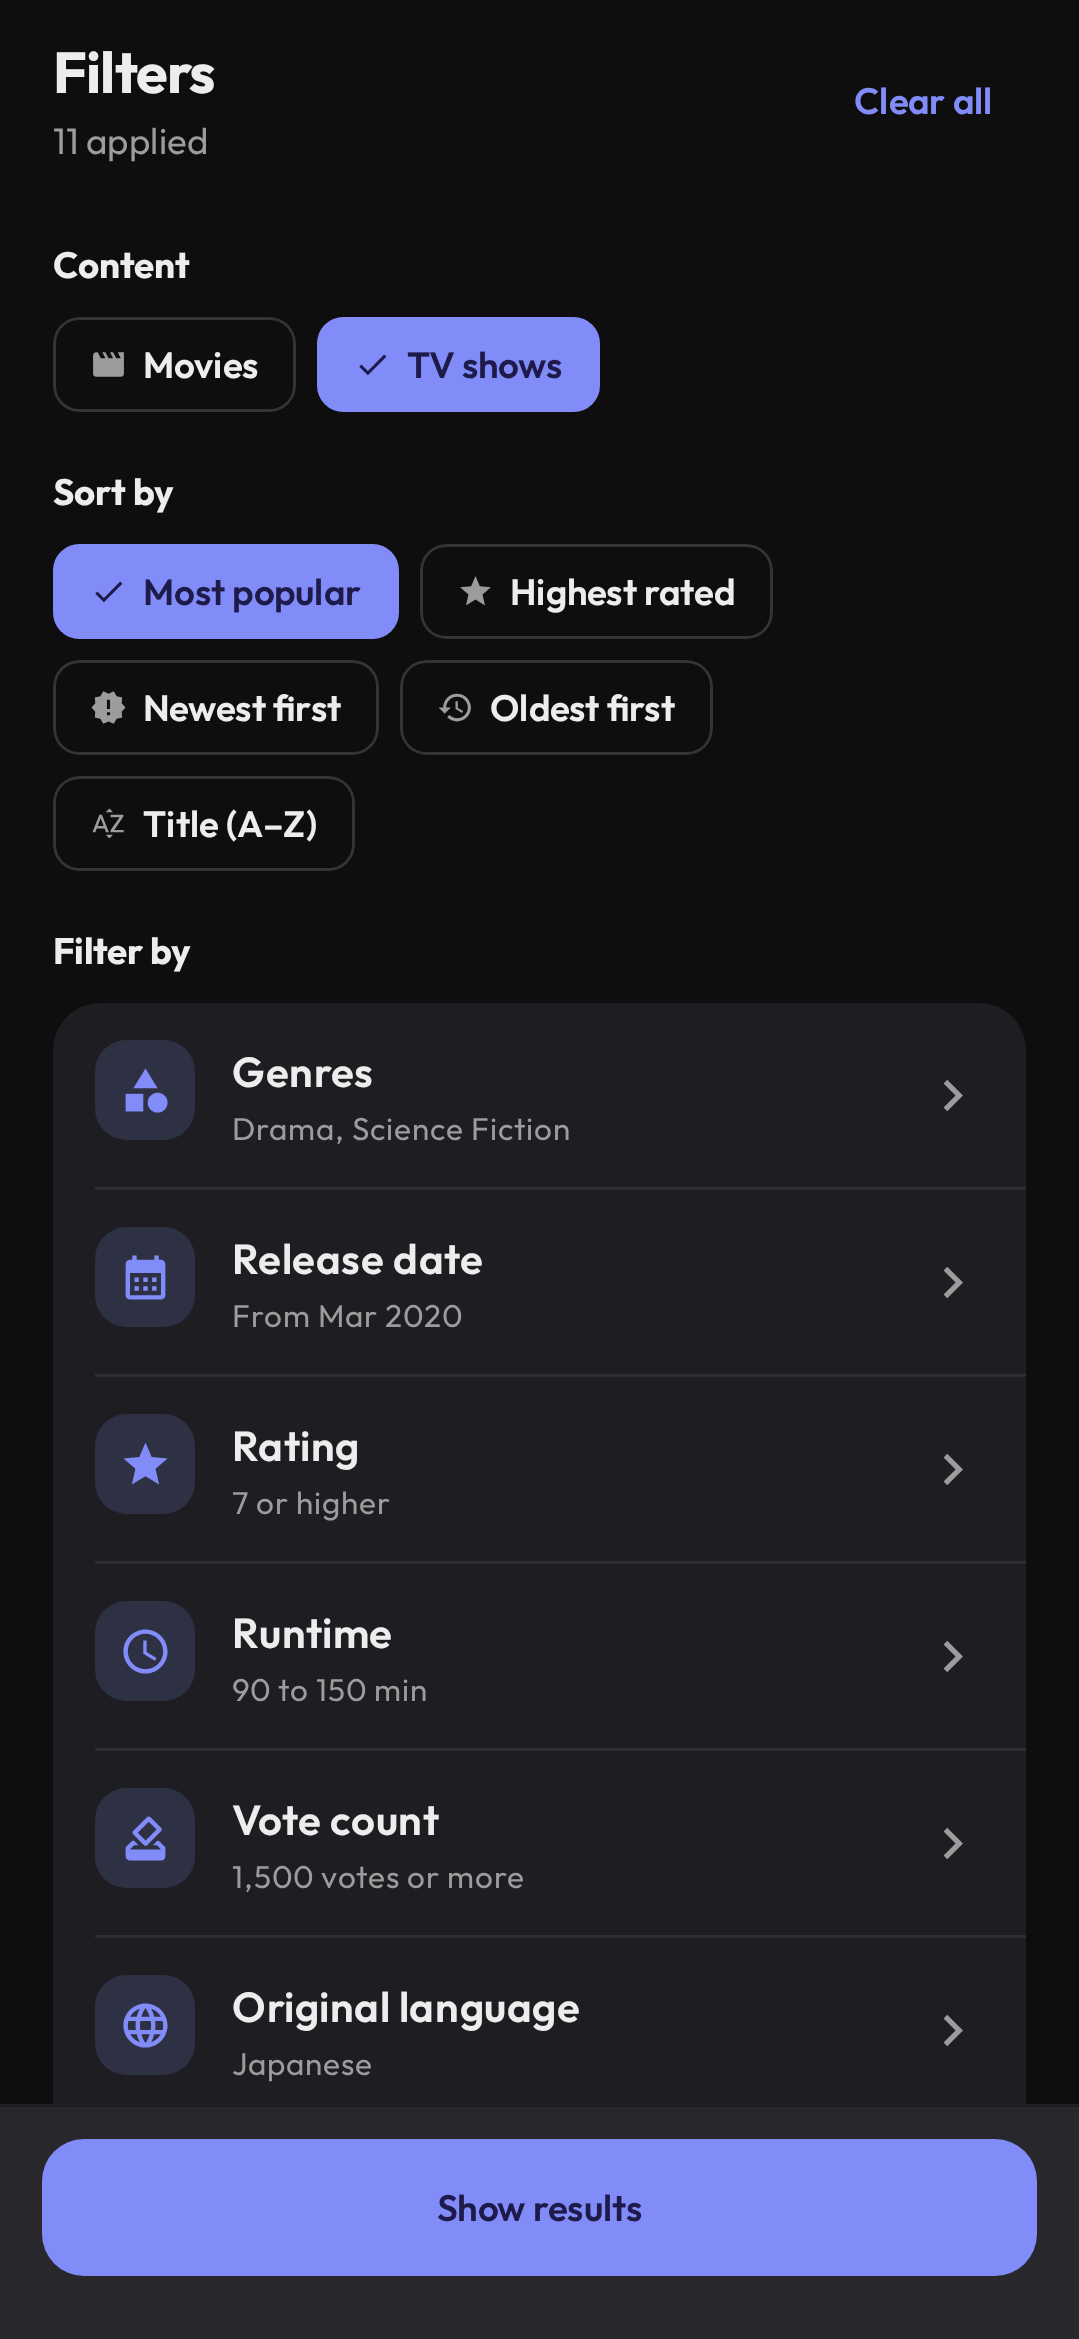 Filters
11 applied
Clear all
Content
Movies
TV shows
Sort by
Most popular
Highest rated
Newest first
Oldest first
AZ Title (A–Z)
Filter by
Genres
Drama, Science Fiction
Release date
From Mar 2020
Rating
7 or higher
Runtime
90 to 150 min
Vote count
1,500 votes or more
Original language
Japanese
Show results